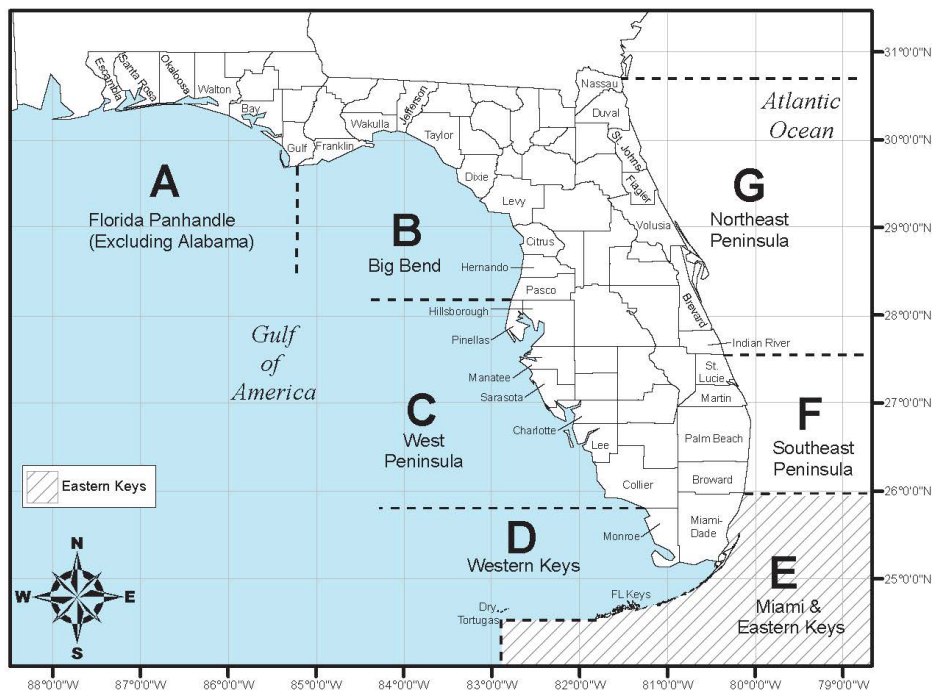 31°0'0"N
Nassau
Escambia
Santa Rosa
Okaloosa
Walton
Jefferson
Duval
Atlantic
Ocean
Bay
Wakulla
Taylor
30°0'0"N
Gulf
Franklin
St. Johns
A
Florida Panhandle
(Excluding Alabama)
Dixie
Flagler
G
Northeast
Peninsula
Levy
Volusia
29°0'0"N
B
Big Bend
Citrus
Hernando
Pasco
Hillsborough
Brevard
28°0'0"N
Pinellas
Indian River
Gulf
of
America
Manatee
St.
Lucie
Sarasota
Martin
27°0'0"N
C
West
Peninsula
Charlotte
F
Southeast
Peninsula
Lee
Palm Beach
Eastern Keys
Collier
Broward
26°0'0"N
D
Western Keys
Monroe
Miami-
Dade
N
W
E
S
E
Miami &
Eastern Keys
25°0'0"N
FL Keys
Dry
Tortugas
88°0'0"W
87°0'0"W
86°0'0"W
85°0'0"W
84°0'0"W
83°0'0"W
82°0'0"W
81°0'0"W
80°0'0"W
79°0'0"W